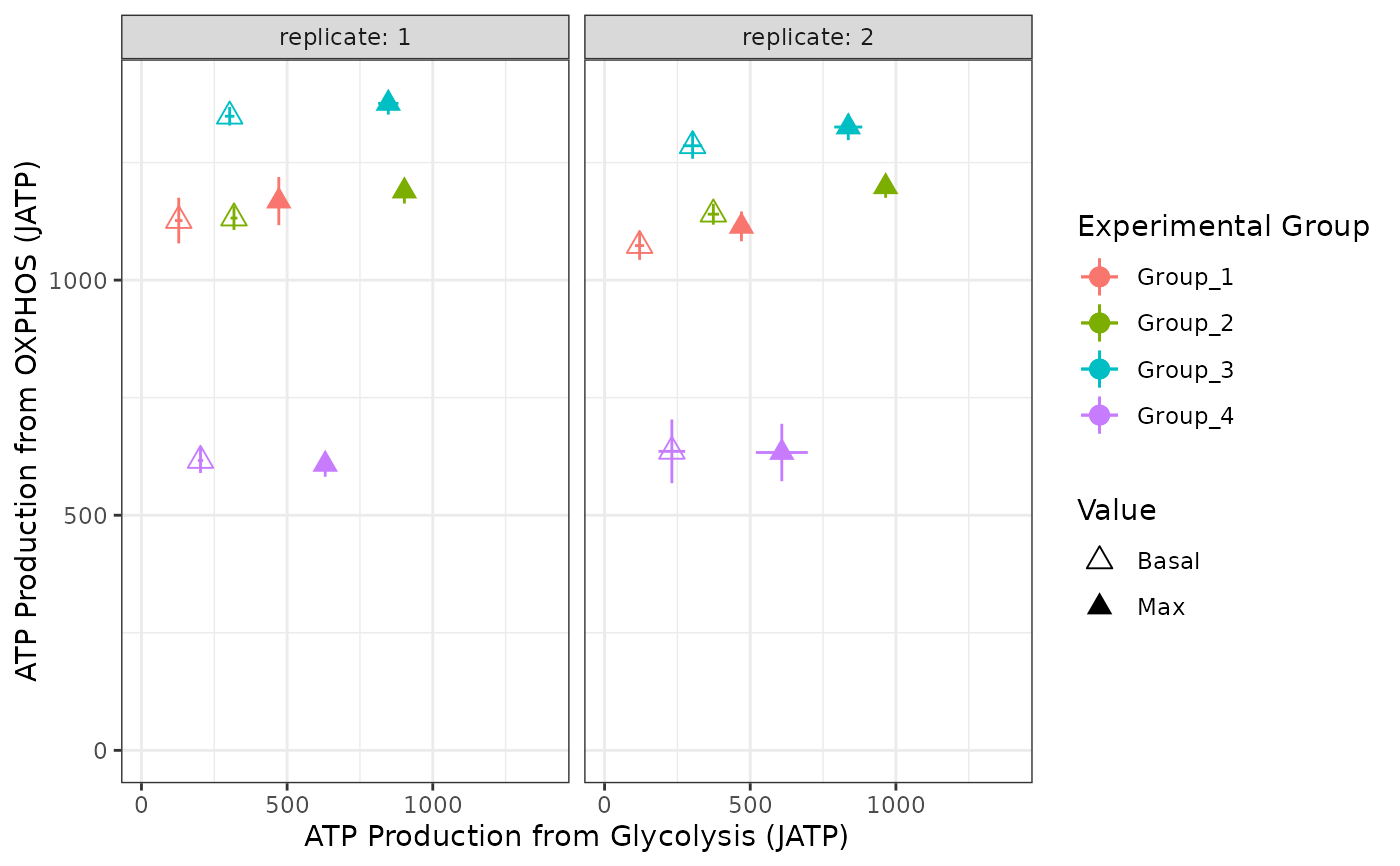 replicate: 1
replicate: 2
ATP Production from OXPHOS (JATP)
1000
500
0
0
500
1000
0
500
1000
ATP Production from Glycolysis (JATP)
Experimental Group
Group_1
Group_2
Group_3
Group_4
Value
Basal
Max